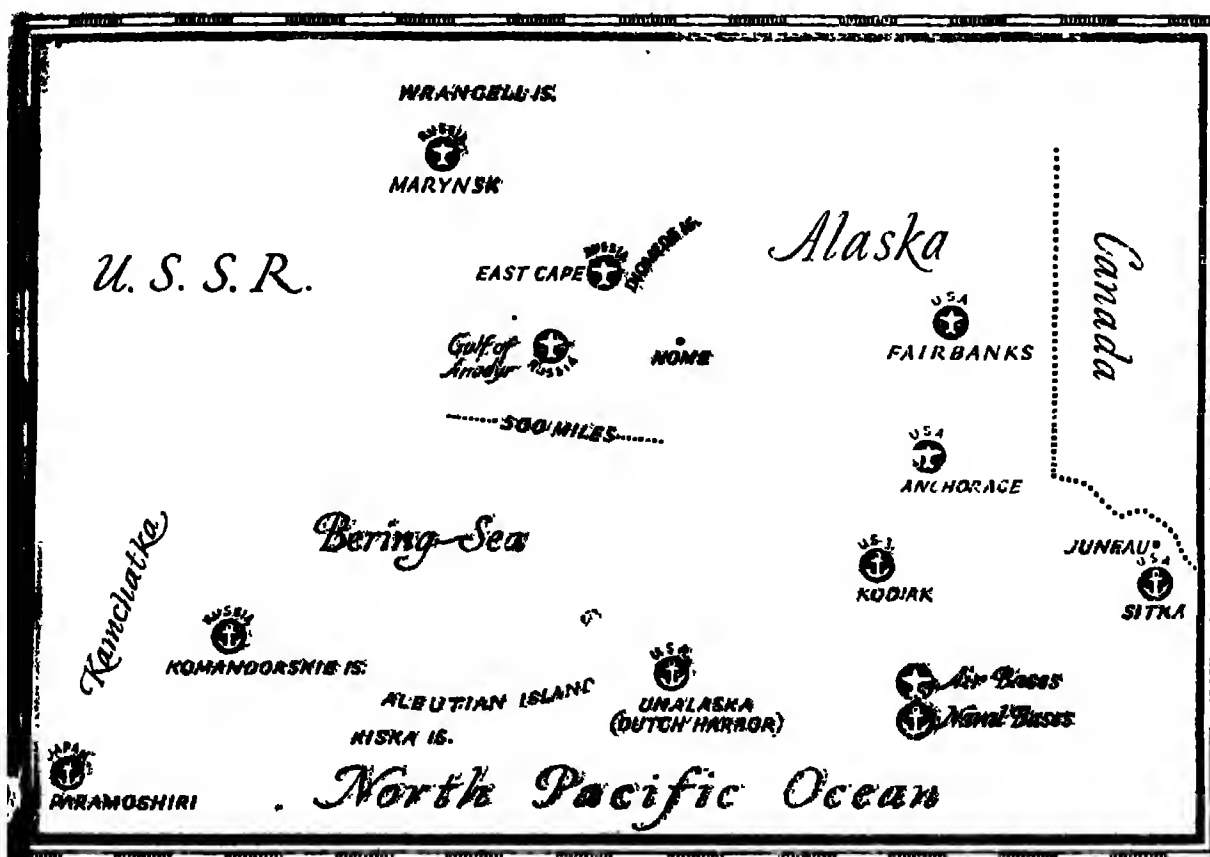 WRANGELL IS.
RUSSIA
MARYNSK
U. S. S. R.
Alaska
Canada
RUSSIA
EAST CAPE
DIOMEDE IS.
USA
FAIRBANKS
Gulf of
Anadyr
RUSSIA
NOME
500 MILES
USA
ANCHORAGE
Bering Sea
Kamchatka
JUNEAU
USA
SITKA
KODIAK
RUSSIA
KOMANDORSKIE IS.
ALEUTIAN ISLAND
KISKA IS.
USA
UNALASKA
(DUTCH HARBOR)
Air Bases
Naval Bases
JAPAN
PARAMOSHIRI
North Pacific Ocean